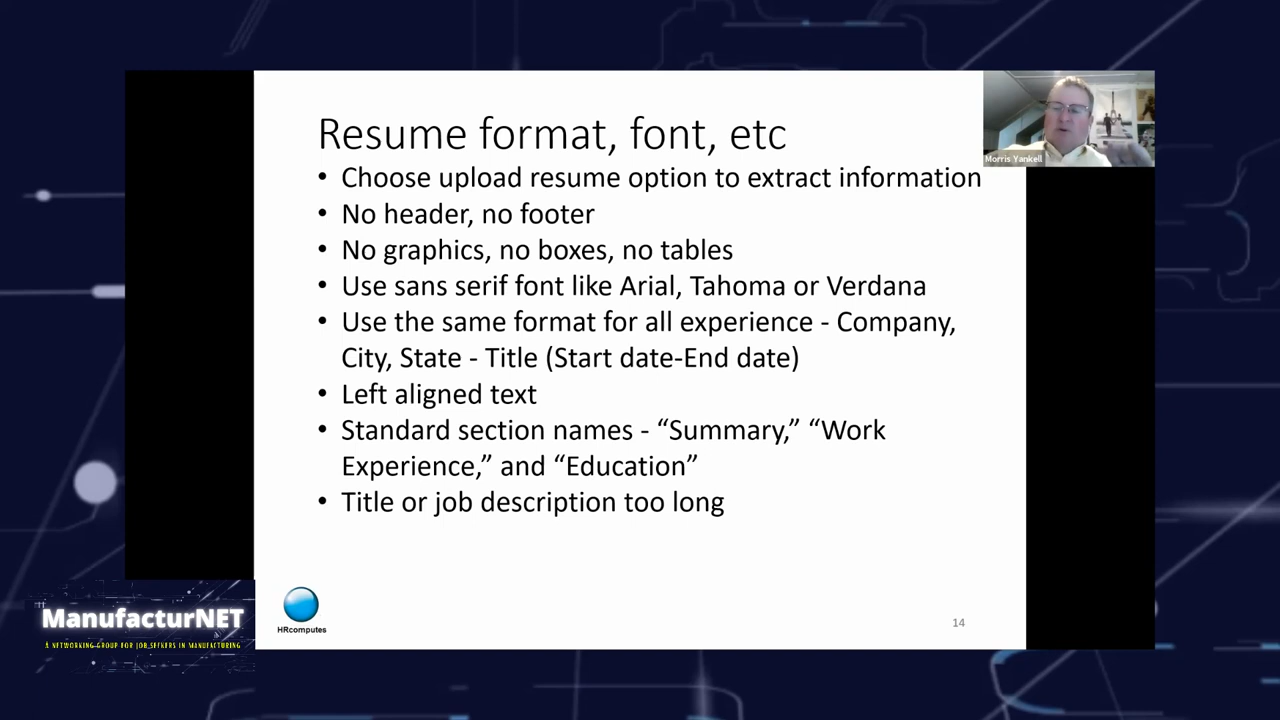 Resume format, font, etc
• Choose upload resume option to extract information
• No header, no footer
• No graphics, no boxes, no tables
• Use sans serif font like Arial, Tahoma or Verdana
• Use the same format for all experience - Company,
City, State - Title (Start date-End date)
• Left aligned text
• Standard section names - “Summary,” “Work
Experience,” and “Education”
• Title or job description too long
Morris Yankell
ManufacturNET
A NETWORKING GROUP FOR JOB SEEKERS IN MANUFACTURING
HRcomputes
14